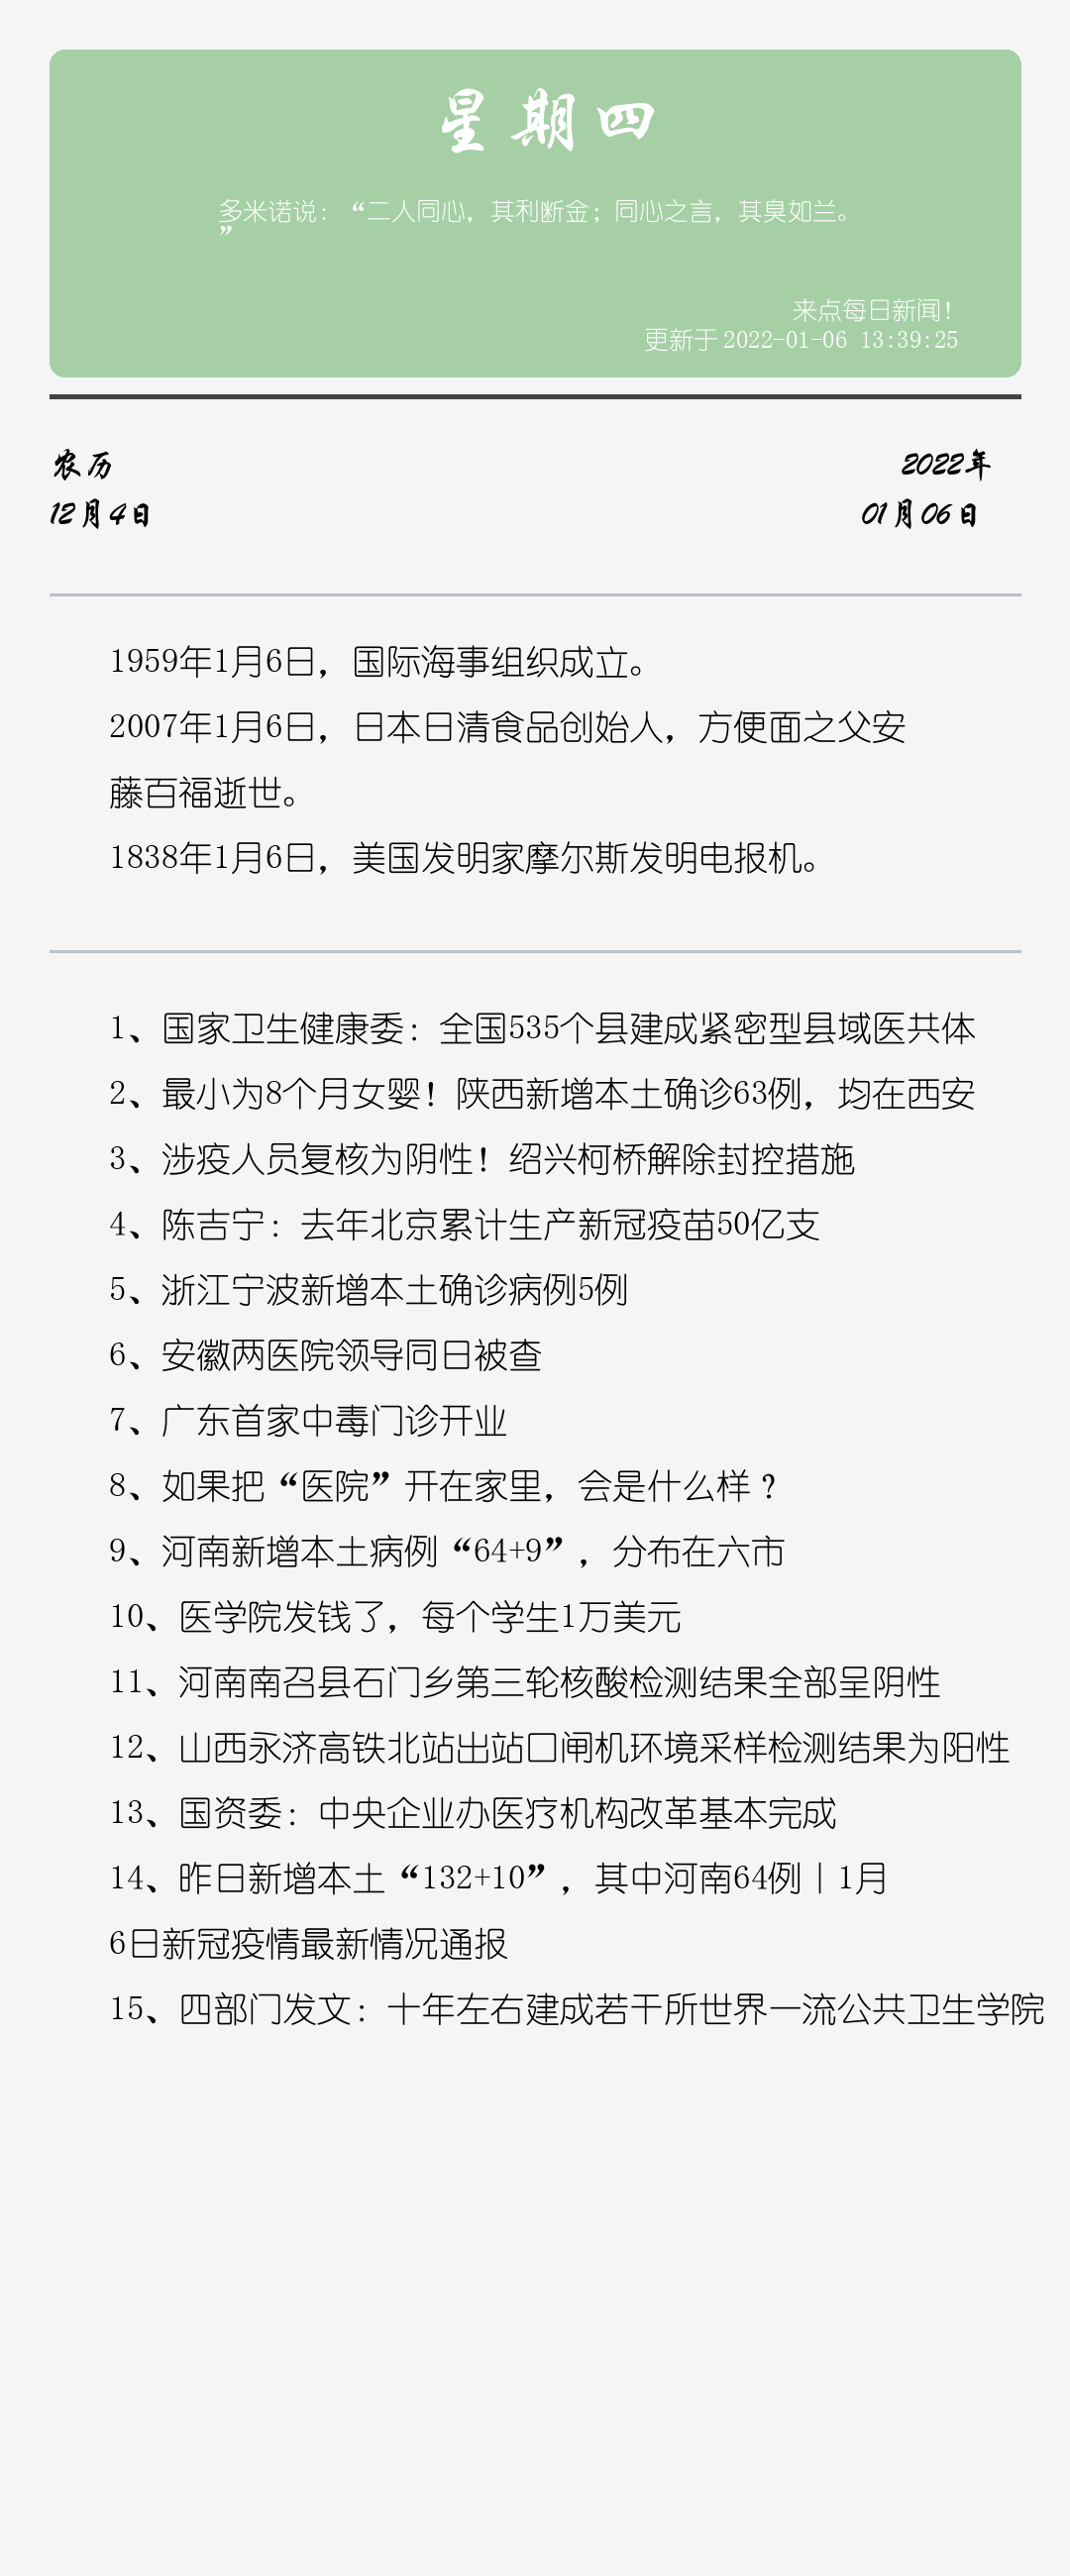 星期四
多米诺说：“二人同心，其利断金；同心之言，其臭如兰。
”
来点每日新闻！
更新于 2022-01-06 13:39:25
农历
2022年
12月4日
01月06日
1959年1月6日，国际海事组织成立。
2007年1月6日，日本日清食品创始人，方便面之父安
藤百福逝世。
1838年1月6日，美国发明家摩尔斯发明电报机。
1、国家卫生健康委：全国535个县建成紧密型县域医共体
2、最小为8个月女婴！陕西新增本土确诊63例，均在西安
3、涉疫人员复核为阴性！绍兴柯桥解除封控措施
4、陈吉宁：去年北京累计生产新冠疫苗50亿支
5、浙江宁波新增本土确诊病例5例
6、安徽两医院领导同日被查
7、广东首家中毒门诊开业
8、如果把“医院”开在家里，会是什么样？
9、河南新增本土病例“64+9”，分布在六市
10、医学院发钱了，每个学生1万美元
11、河南南召县石门乡第三轮核酸检测结果全部呈阴性
12、山西永济高铁北站出站口闸机环境采样检测结果为阳性
13、国资委：中央企业办医疗机构改革基本完成
14、昨日新增本土“132+10”，其中河南64例丨1月
6日新冠疫情最新情况通报
15、四部门发文：十年左右建成若干所世界一流公共卫生学院